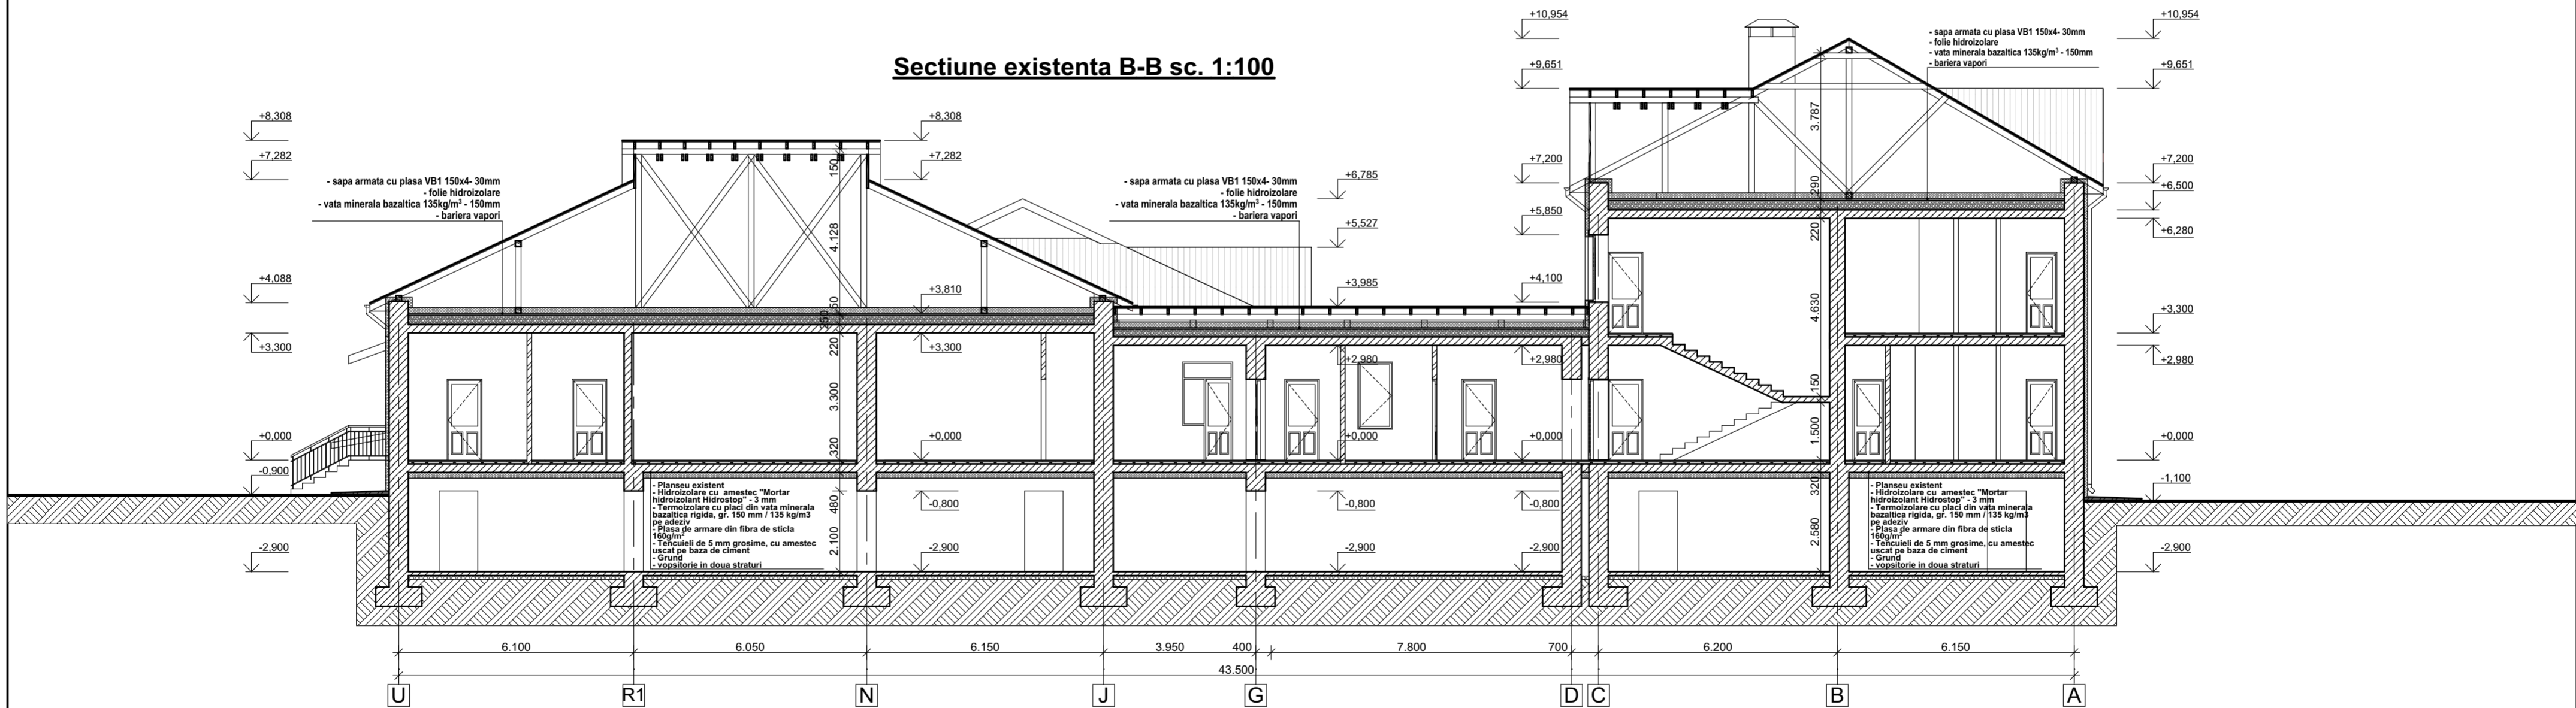 Sectiune existenta B-B sc. 1:100
+8,308
+7,282
+4,088
+3,300
+0,000
-0,900
-2,900
- sapa armata cu plasa VB1 150x4- 30mm
- folie hidroizolare
- vata minerala bazaltica 135kg/m³ - 150mm
- bariera vapori
150
4.128
220
3.300
320
480
2.100
- Planseu existent
- Hidroizolare cu amestec "Mortar
hidroizolant Hidrostop" - 3 mm
- Termoizolare cu placi din vata minerala
bazaltica rigida, gr. 150 mm / 135 kg/m3
pe adeziv
- Plasa de armare din fibra de sticla
160g/m²
- Tencuieli de 5 mm grosime, cu amestec
uscat pe baza de ciment
- Grund
- vopsitorie in doua straturi
+8,308
+7,282
+3,810
+3,300
+0,000
-0,800
-2,900
- sapa armata cu plasa VB1 150x4- 30mm
- folie hidroizolare
- vata minerala bazaltica 135kg/m³ - 150mm
- bariera vapori
+6,785
+5,527
+3,985
+2,980
+0,000
-0,800
-2,900
+10,954
+9,651
+7,200
+5,850
+4,100
+2,980
+0,000
-0,800
-2,900
3.787
290
220
4.630
150
1.500
320
2.580
- sapa armata cu plasa VB1 150x4- 30mm
- folie hidroizolare
- vata minerala bazaltica 135kg/m³ - 150mm
- bariera vapori
- Planseu existent
- Hidroizolare cu amestec "Mortar
hidroizolant Hidrostop" - 3 mm
- Termoizolare cu placi din vata minerala
bazaltica rigida, gr. 150 mm / 135 kg/m3
pe adeziv
- Plasa de armare din fibra de sticla
160g/m²
- Tencuieli de 5 mm grosime, cu amestec
uscat pe baza de ciment
- Grund
- vopsitorie in doua straturi
+10,954
+9,651
+7,200
+6,500
+6,280
+3,300
+2,980
+0,000
-1,100
-2,900
6.100 6.050 6.150 3.950 400 7.800 700 6.200 6.150
43.500
U R1 N J G D C B A